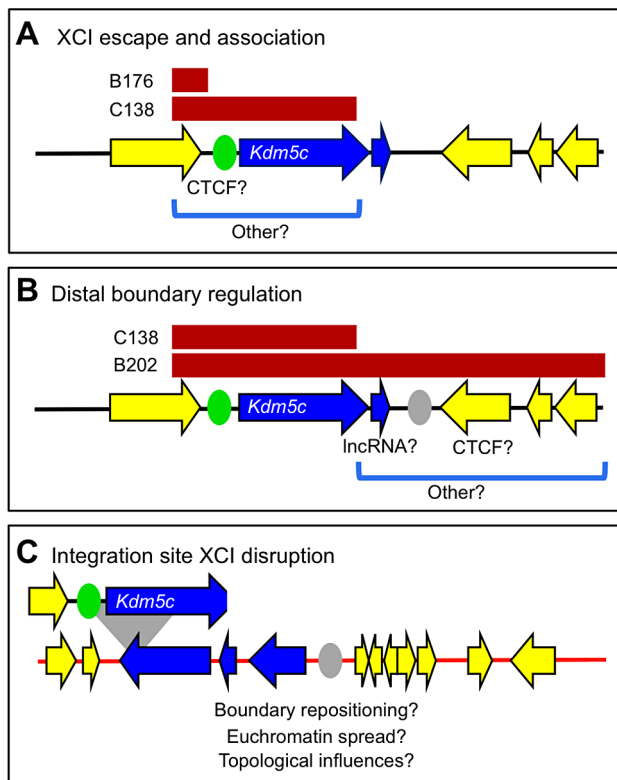 A XCI escape and association
B176
C138
Kdm5c
CTCF?
Other?
B Distal boundary regulation
C138
B202
Kdm5c
lncRNA? CTCF?
Other?
C Integration site XCI disruption
Kdm5c
Boundary repositioning?
Euchromatin spread?
Topological influences?